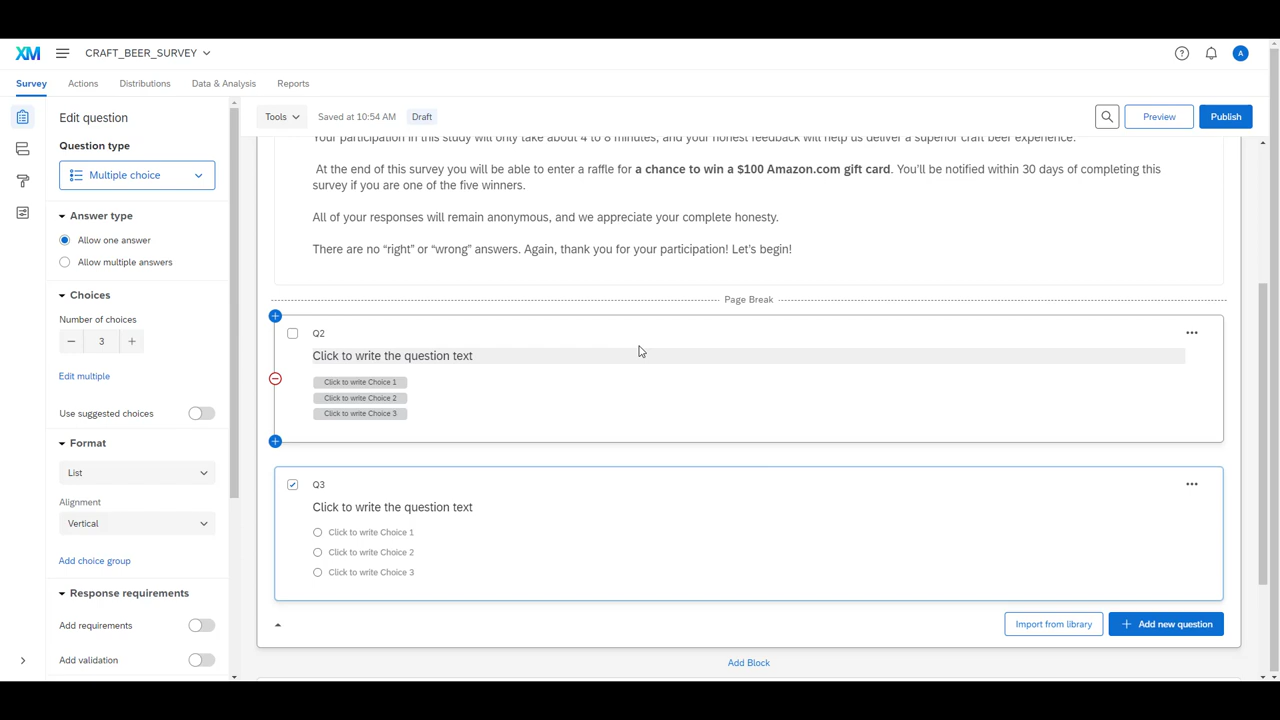 XM
CRAFT_BEER_SURVEY
A
Survey
Actions
Distributions
Data & Analysis
Reports
Edit question
Question type
Multiple choice
Answer type
Allow one answer
Allow multiple answers
Choices
Number of choices
3
Edit multiple
Use suggested choices
Format
List
Alignment
Vertical
Add choice group
Response requirements
Add requirements
Add validation
Tools
Saved at 10:54 AM
Draft
Preview
Publish
Your participation in this study will only take about 4 to 8 minutes, and your honest feedback will help us deliver a superior craft beer experience.
At the end of this survey you will be able to enter a raffle for a chance to win a $100 Amazon.com gift card. You'll be notified within 30 days of completing this
survey if you are one of the five winners.
All of your responses will remain anonymous, and we appreciate your complete honesty.
There are no “right” or “wrong” answers. Again, thank you for your participation! Let's begin!
Page Break
Q2
Click to write the question text
Click to write Choice 1
Click to write Choice 2
Click to write Choice 3
Q3
Click to write the question text
Click to write Choice 1
Click to write Choice 2
Click to write Choice 3
Import from library
Add new question
Add Block